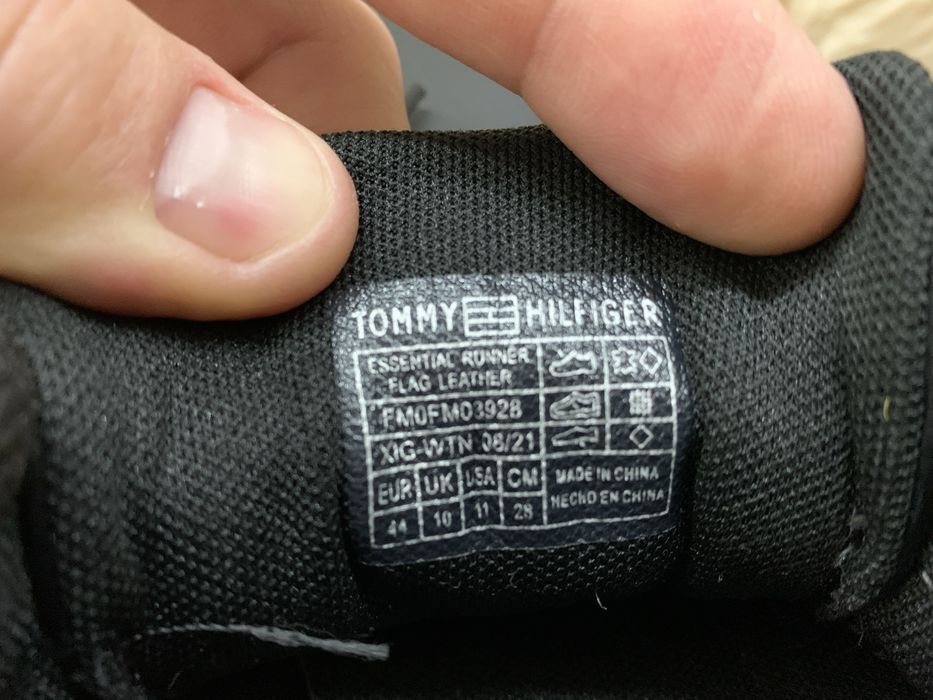 TOMMY HILFIGER
ESSENTIAL RUNNER
FLAG LEATHER
FM0FM03928
XIG-WTN 08/21
EUR UK USA CM
44 10 11 28
MADE IN CHINA
HECHO EN CHINA